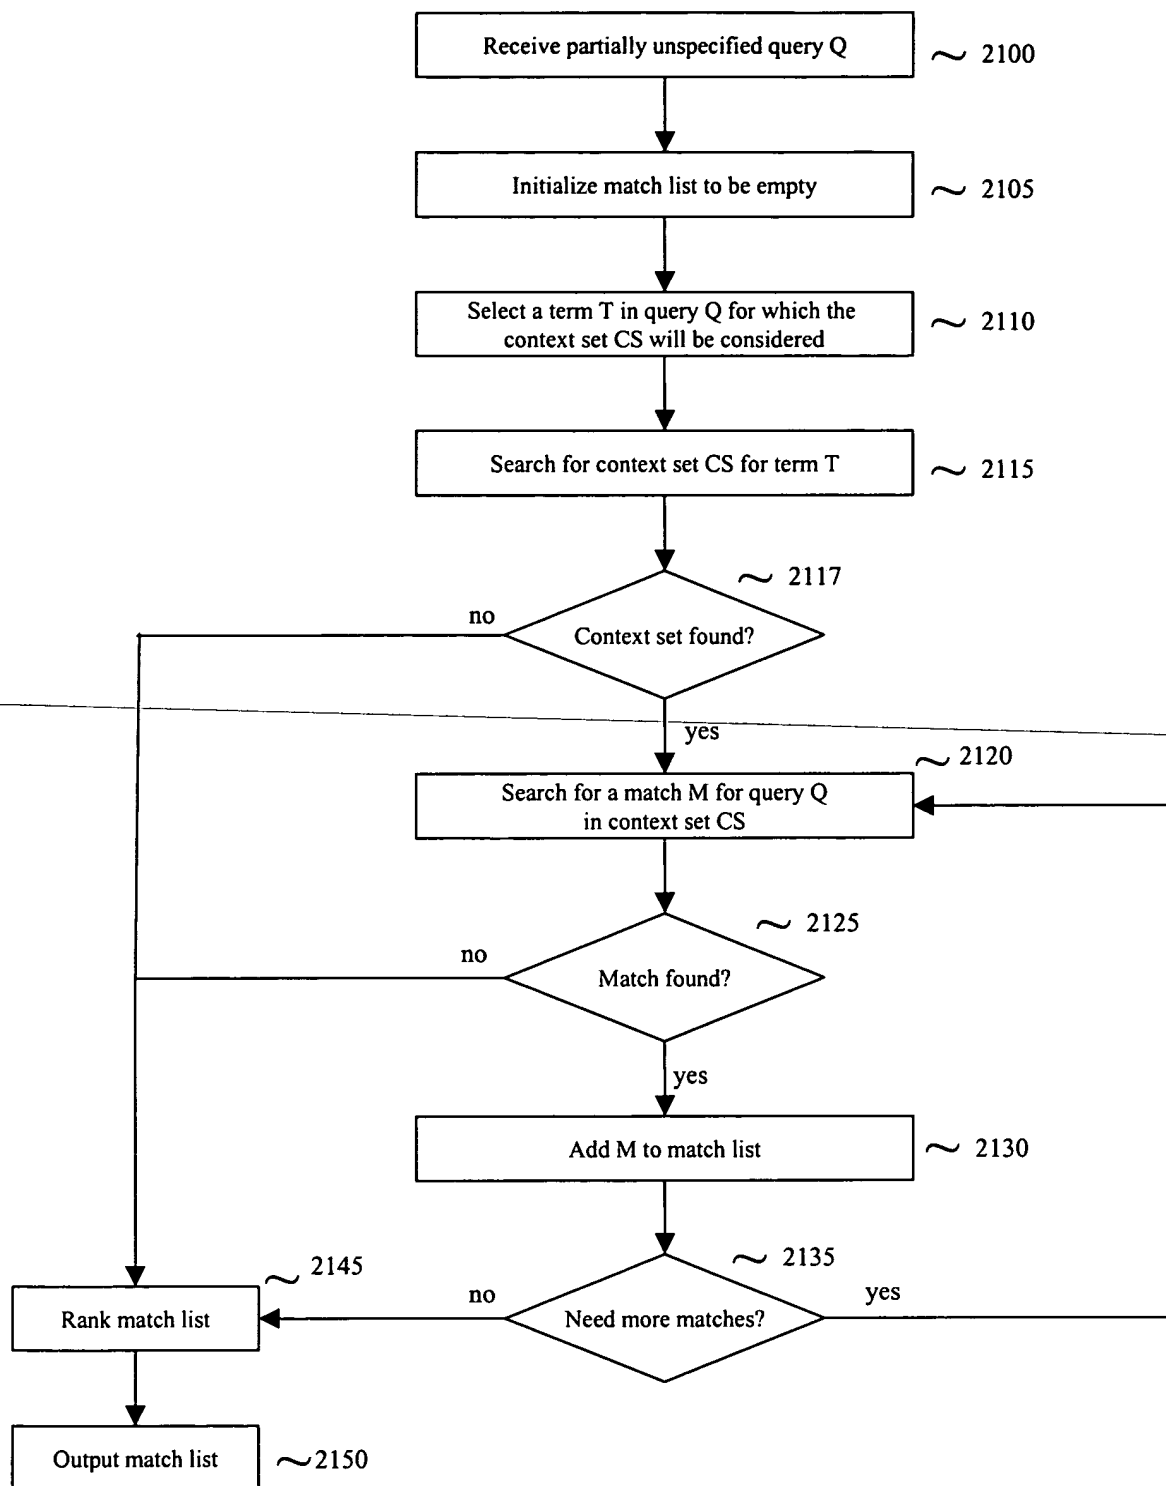 Receive partially unspecified query Q
2100
Initialize match list to be empty
2105
Select a term T in query Q for which the
context set CS will be considered
2110
Search for context set CS for term T
2115
2117
no
Context set found?
yes
2120
Search for a match M for query Q
in context set CS
2125
no
Match found?
yes
Add M to match list
2130
2135
2145
no
yes
Rank match list
Need more matches?
Output match list
2150